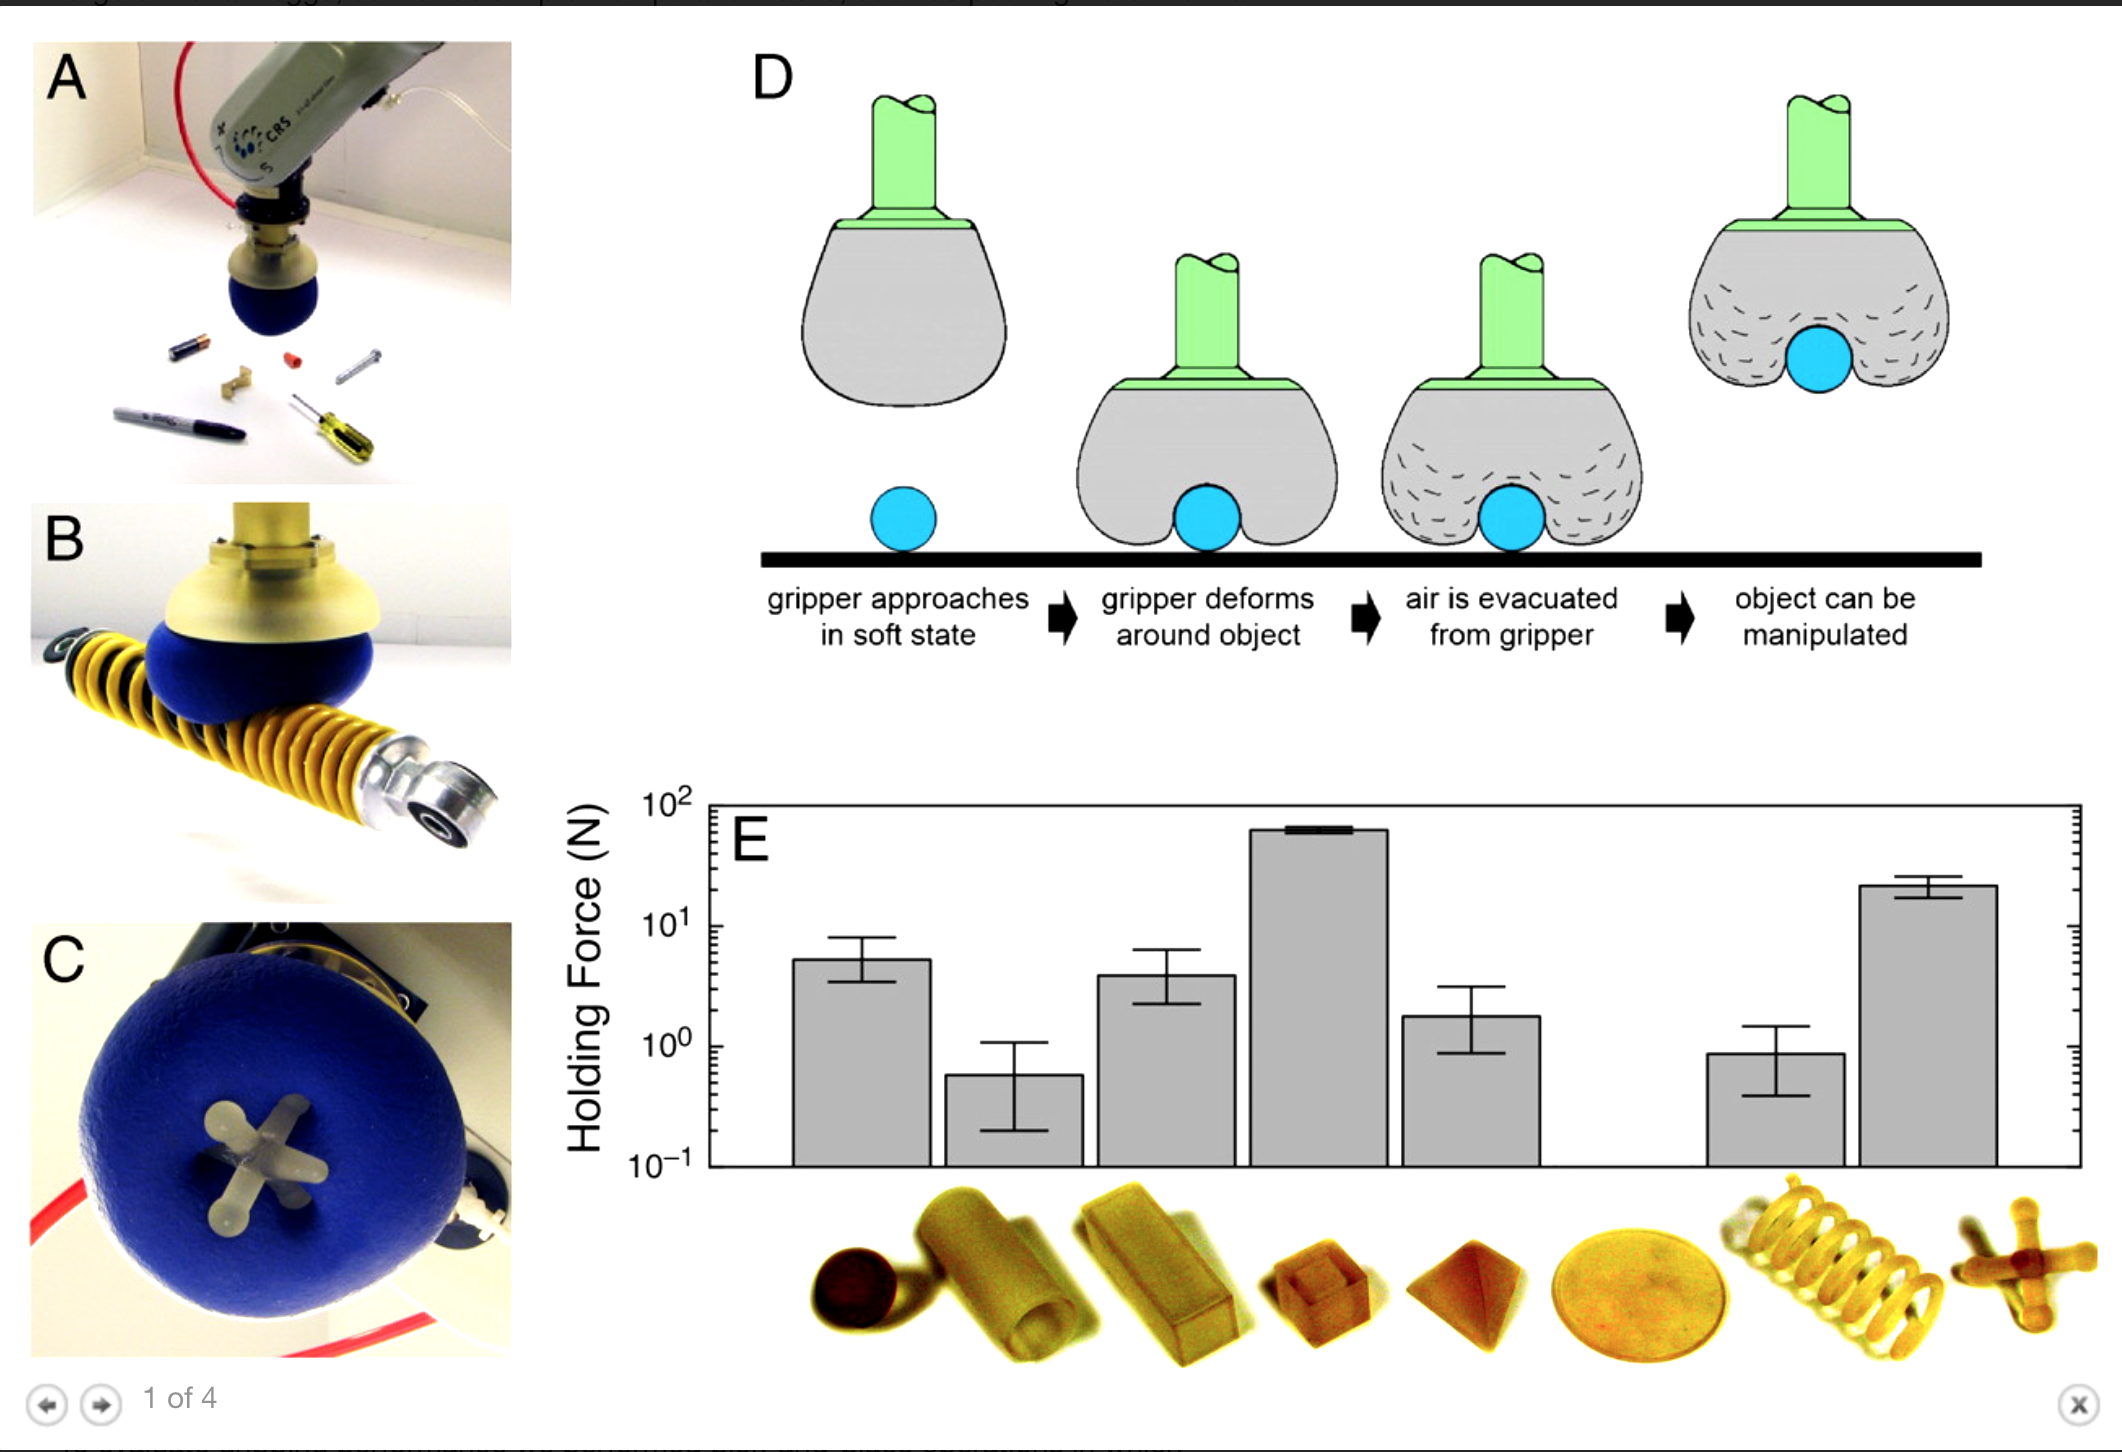 A
CRS
B
C
D
gripper approaches
in soft state
gripper deforms
around object
air is evacuated
from gripper
object can be
manipulated
E
Holding Force (N)
10²
10¹
10⁰
10⁻¹
1 of 4